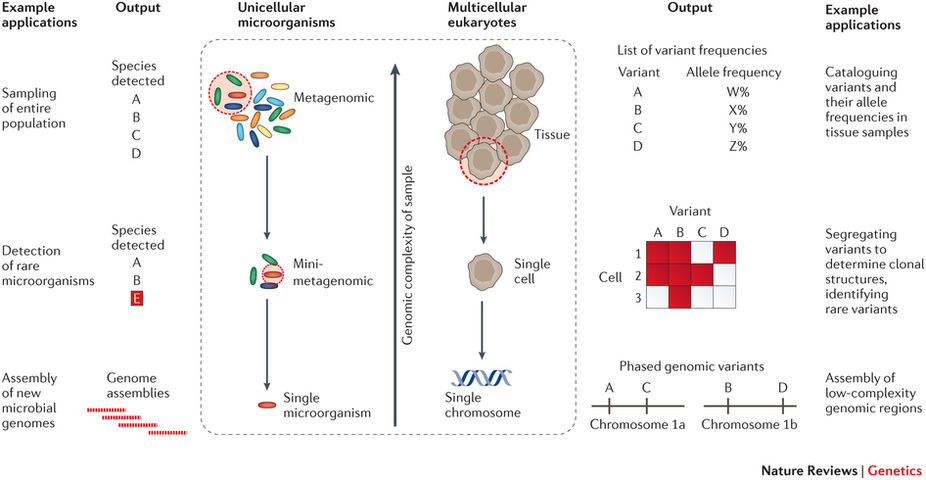 Example
applications
Output
Unicellular
microorganisms
Multicellular
eukaryotes
Output
Example
applications
Sampling
of entire
population
Species
detected
A
B
C
D
Metagenomic
Tissue
List of variant frequencies
Variant Allele frequency
A W%
B X%
C Y%
D Z%
Cataloguing
variants and
their allele
frequencies in
tissue samples
Genomic complexity of sample
Detection
of rare
microorganisms
Species
detected
A
B
E
Mini-
metagenomic
Single
cell
Variant
A B C D
Cell
1
2
3
Segregating
variants to
determine clonal
structures,
identifying
rare variants
Assembly
of new
microbial
genomes
Genome
assemblies
Single
microorganism
Single
chromosome
Phased genomic variants
A C B D
Chromosome 1a Chromosome 1b
Assembly of
low-complexity
genomic regions
Nature Reviews | Genetics